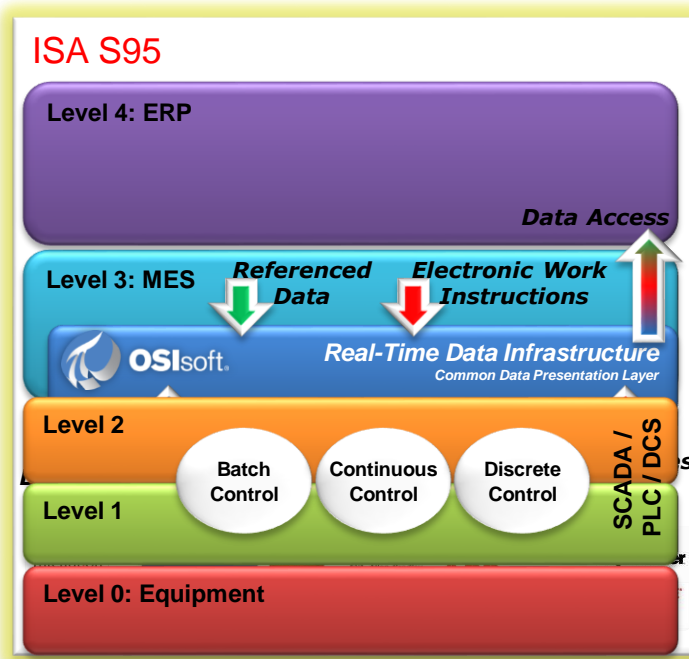 ISA S95
Level 4: ERP
Data Access
Level 3: MES
Referenced
Data
Electronic Work
Instructions
OSIsoft.
Real-Time Data Infrastructure
Common Data Presentation Layer
Level 2
Batch
Control
Continuous
Control
Discrete
Control
SCADA /
PLC / DCS
Level 1
Level 0: Equipment